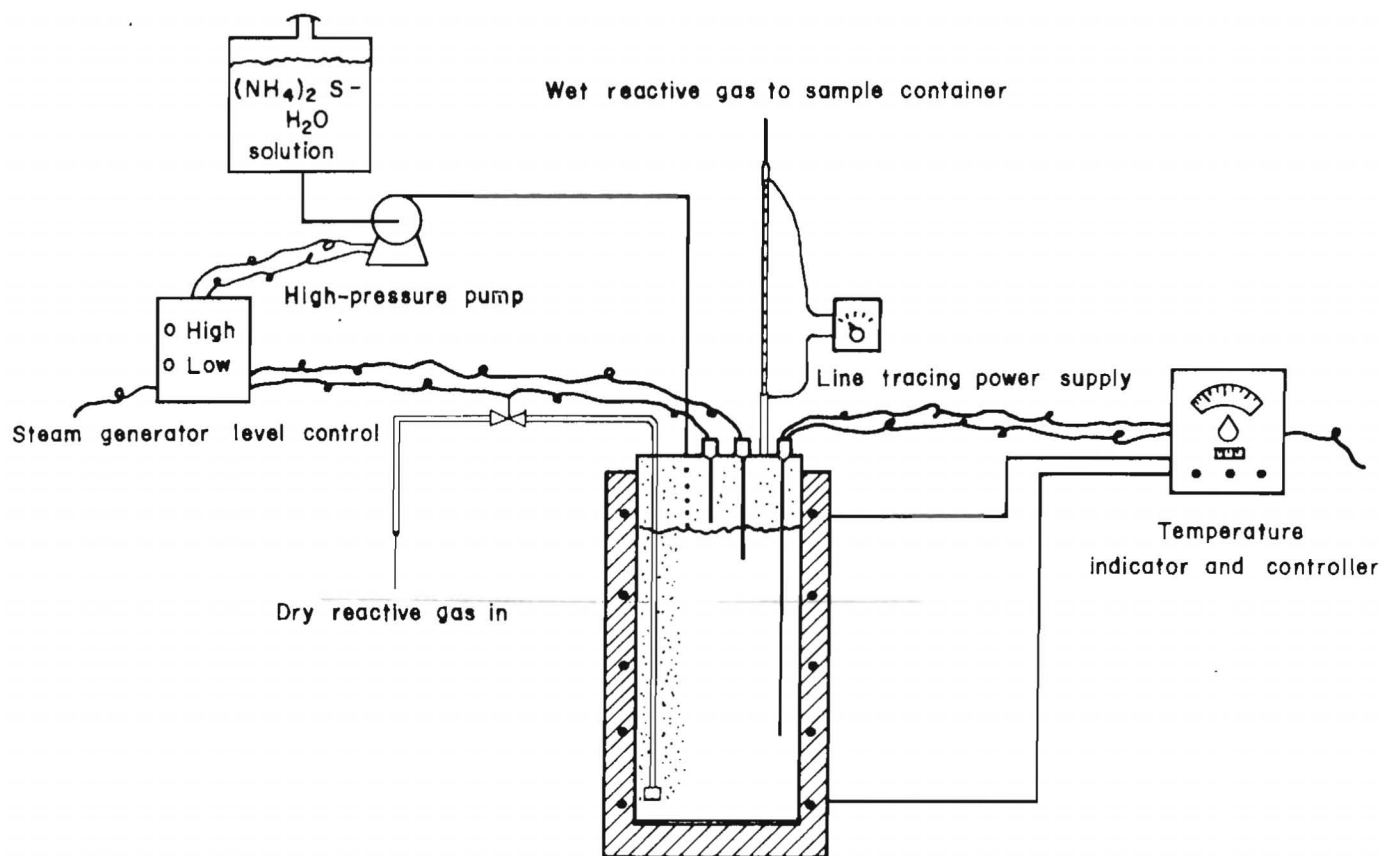 (NH4)2 S-
H2O
solution
Wet reactive gas to sample container
High-pressure pump
High
Low
Line tracing power supply
Steam generator level control
Temperature
indicator and controller
Dry reactive gas in